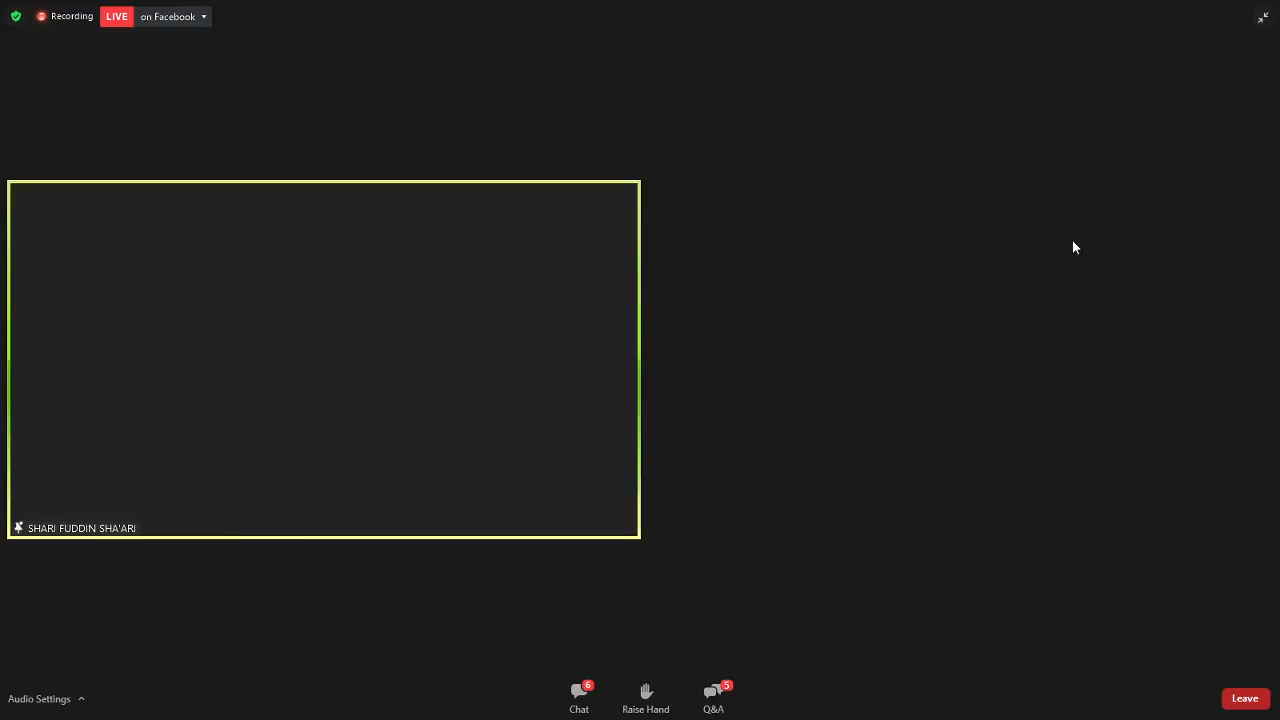 Recording LIVE on Facebook
SHARI FUDDIN SHA'ARI
6 5
Audio Settings Chat Raise Hand Q&A Leave